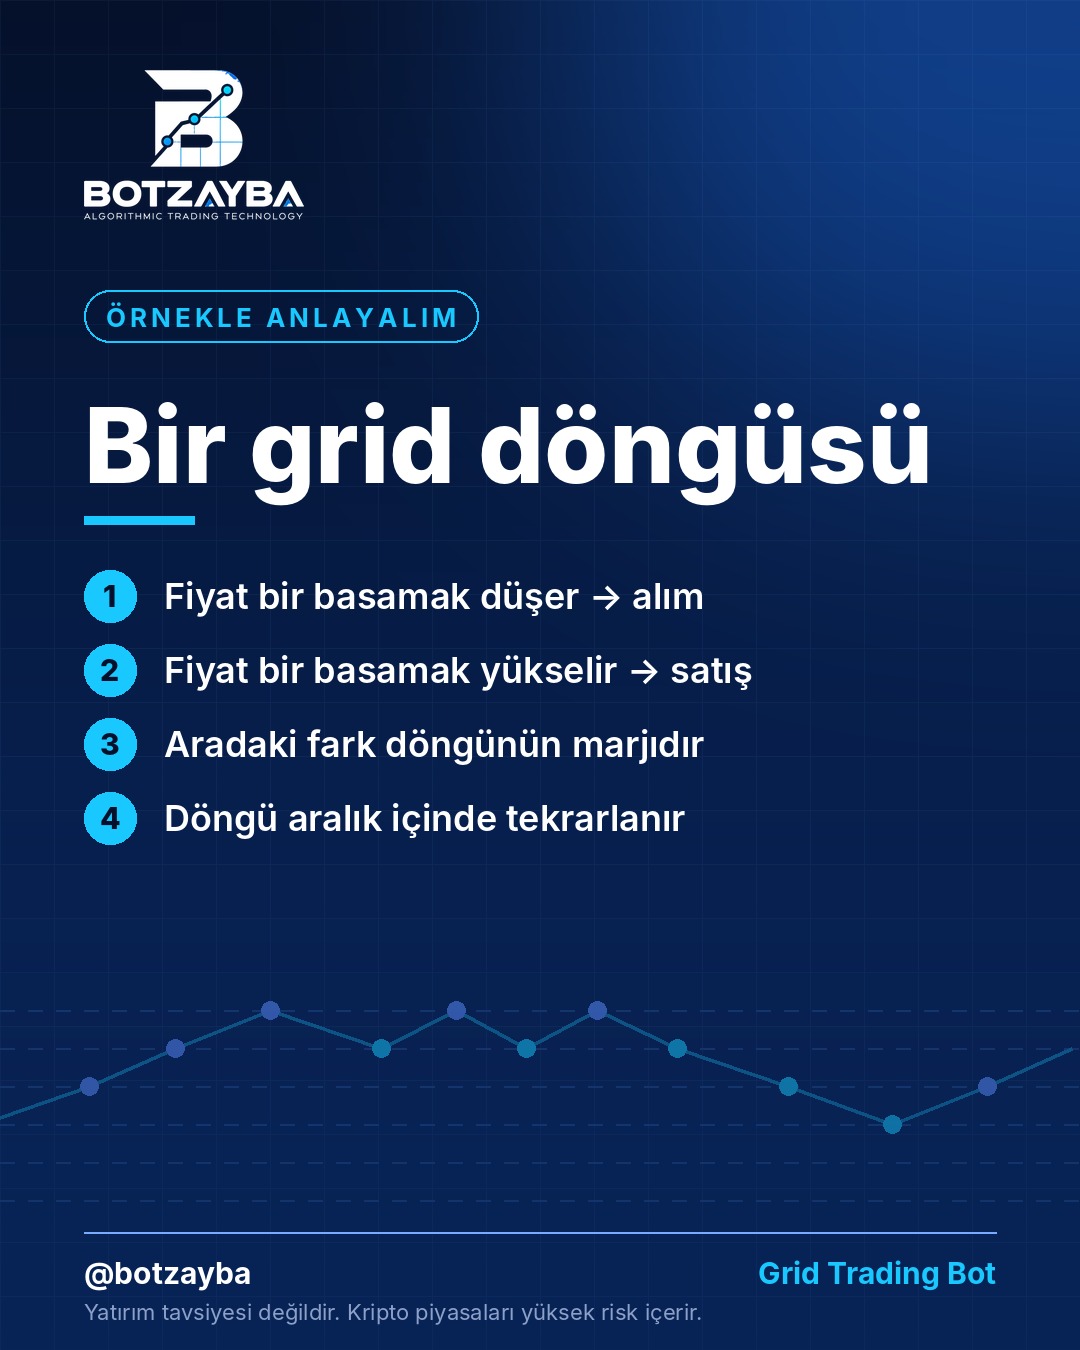 BOTZAYBA
ALGORITHMIC TRADING TECHNOLOGY
ÖRNEKLE ANLAYALIM
Bir grid döngüsü
1 Fiyat bir basamak düşer → alım
2 Fiyat bir basamak yükselir → satış
3 Aradaki fark döngünün marjıdır
4 Döngü aralık içinde tekrarlanır
@botzayba Grid Trading Bot
Yatırım tavsiyesi değildir. Kripto piyasaları yüksek risk içerir.